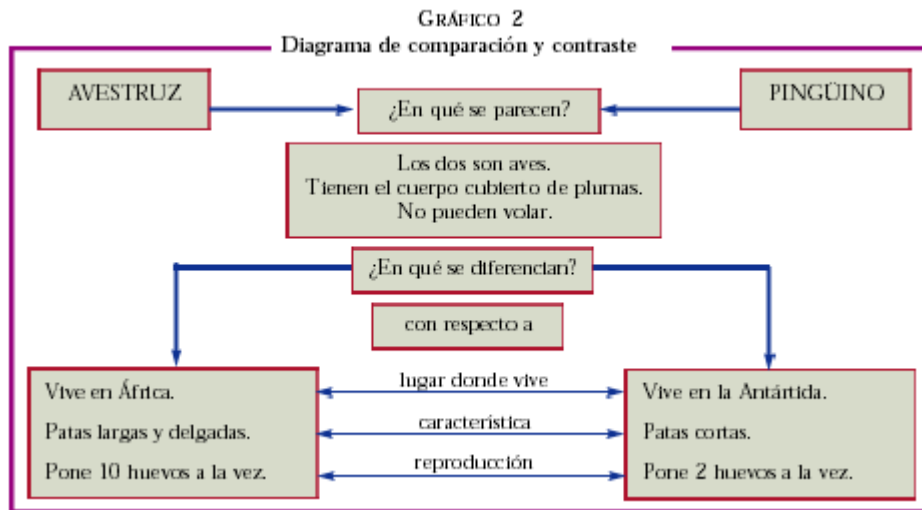 GRÁFICO 2
Diagrama de comparación y contraste
AVESTRUZ
¿En qué se parecen?
PINGÜINO
Los dos son aves.
Tienen el cuerpo cubierto de plumas.
No pueden volar.
¿En qué se diferencian?
con respecto a
Vive en África.
lugar donde vive
Vive en la Antártida.
Patas largas y delgadas.
característica
Patas cortas.
Pone 10 huevos a la vez.
reproducción
Pone 2 huevos a la vez.